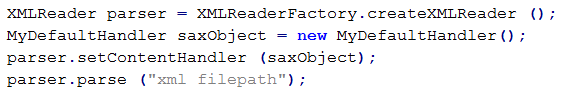 XMLReader parser = XMLReaderFactory.createXMLReader ();
MyDefaultHandler saxObject = new MyDefaultHandler();
parser.setContentHandler (saxObject);
parser.parse ("xml filepath");